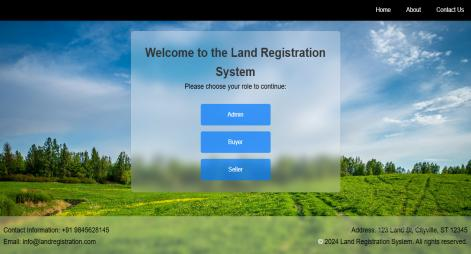 Home About Contact Us
Welcome to the Land Registration
System
Please choose your role to continue:
Admin
Buyer
Seller
Contact Information: +91 9845628145
Address: 123 Land St, Cityville, ST 12345
Email: info@landregistration.com
© 2024 Land Registration System. All rights reserved.